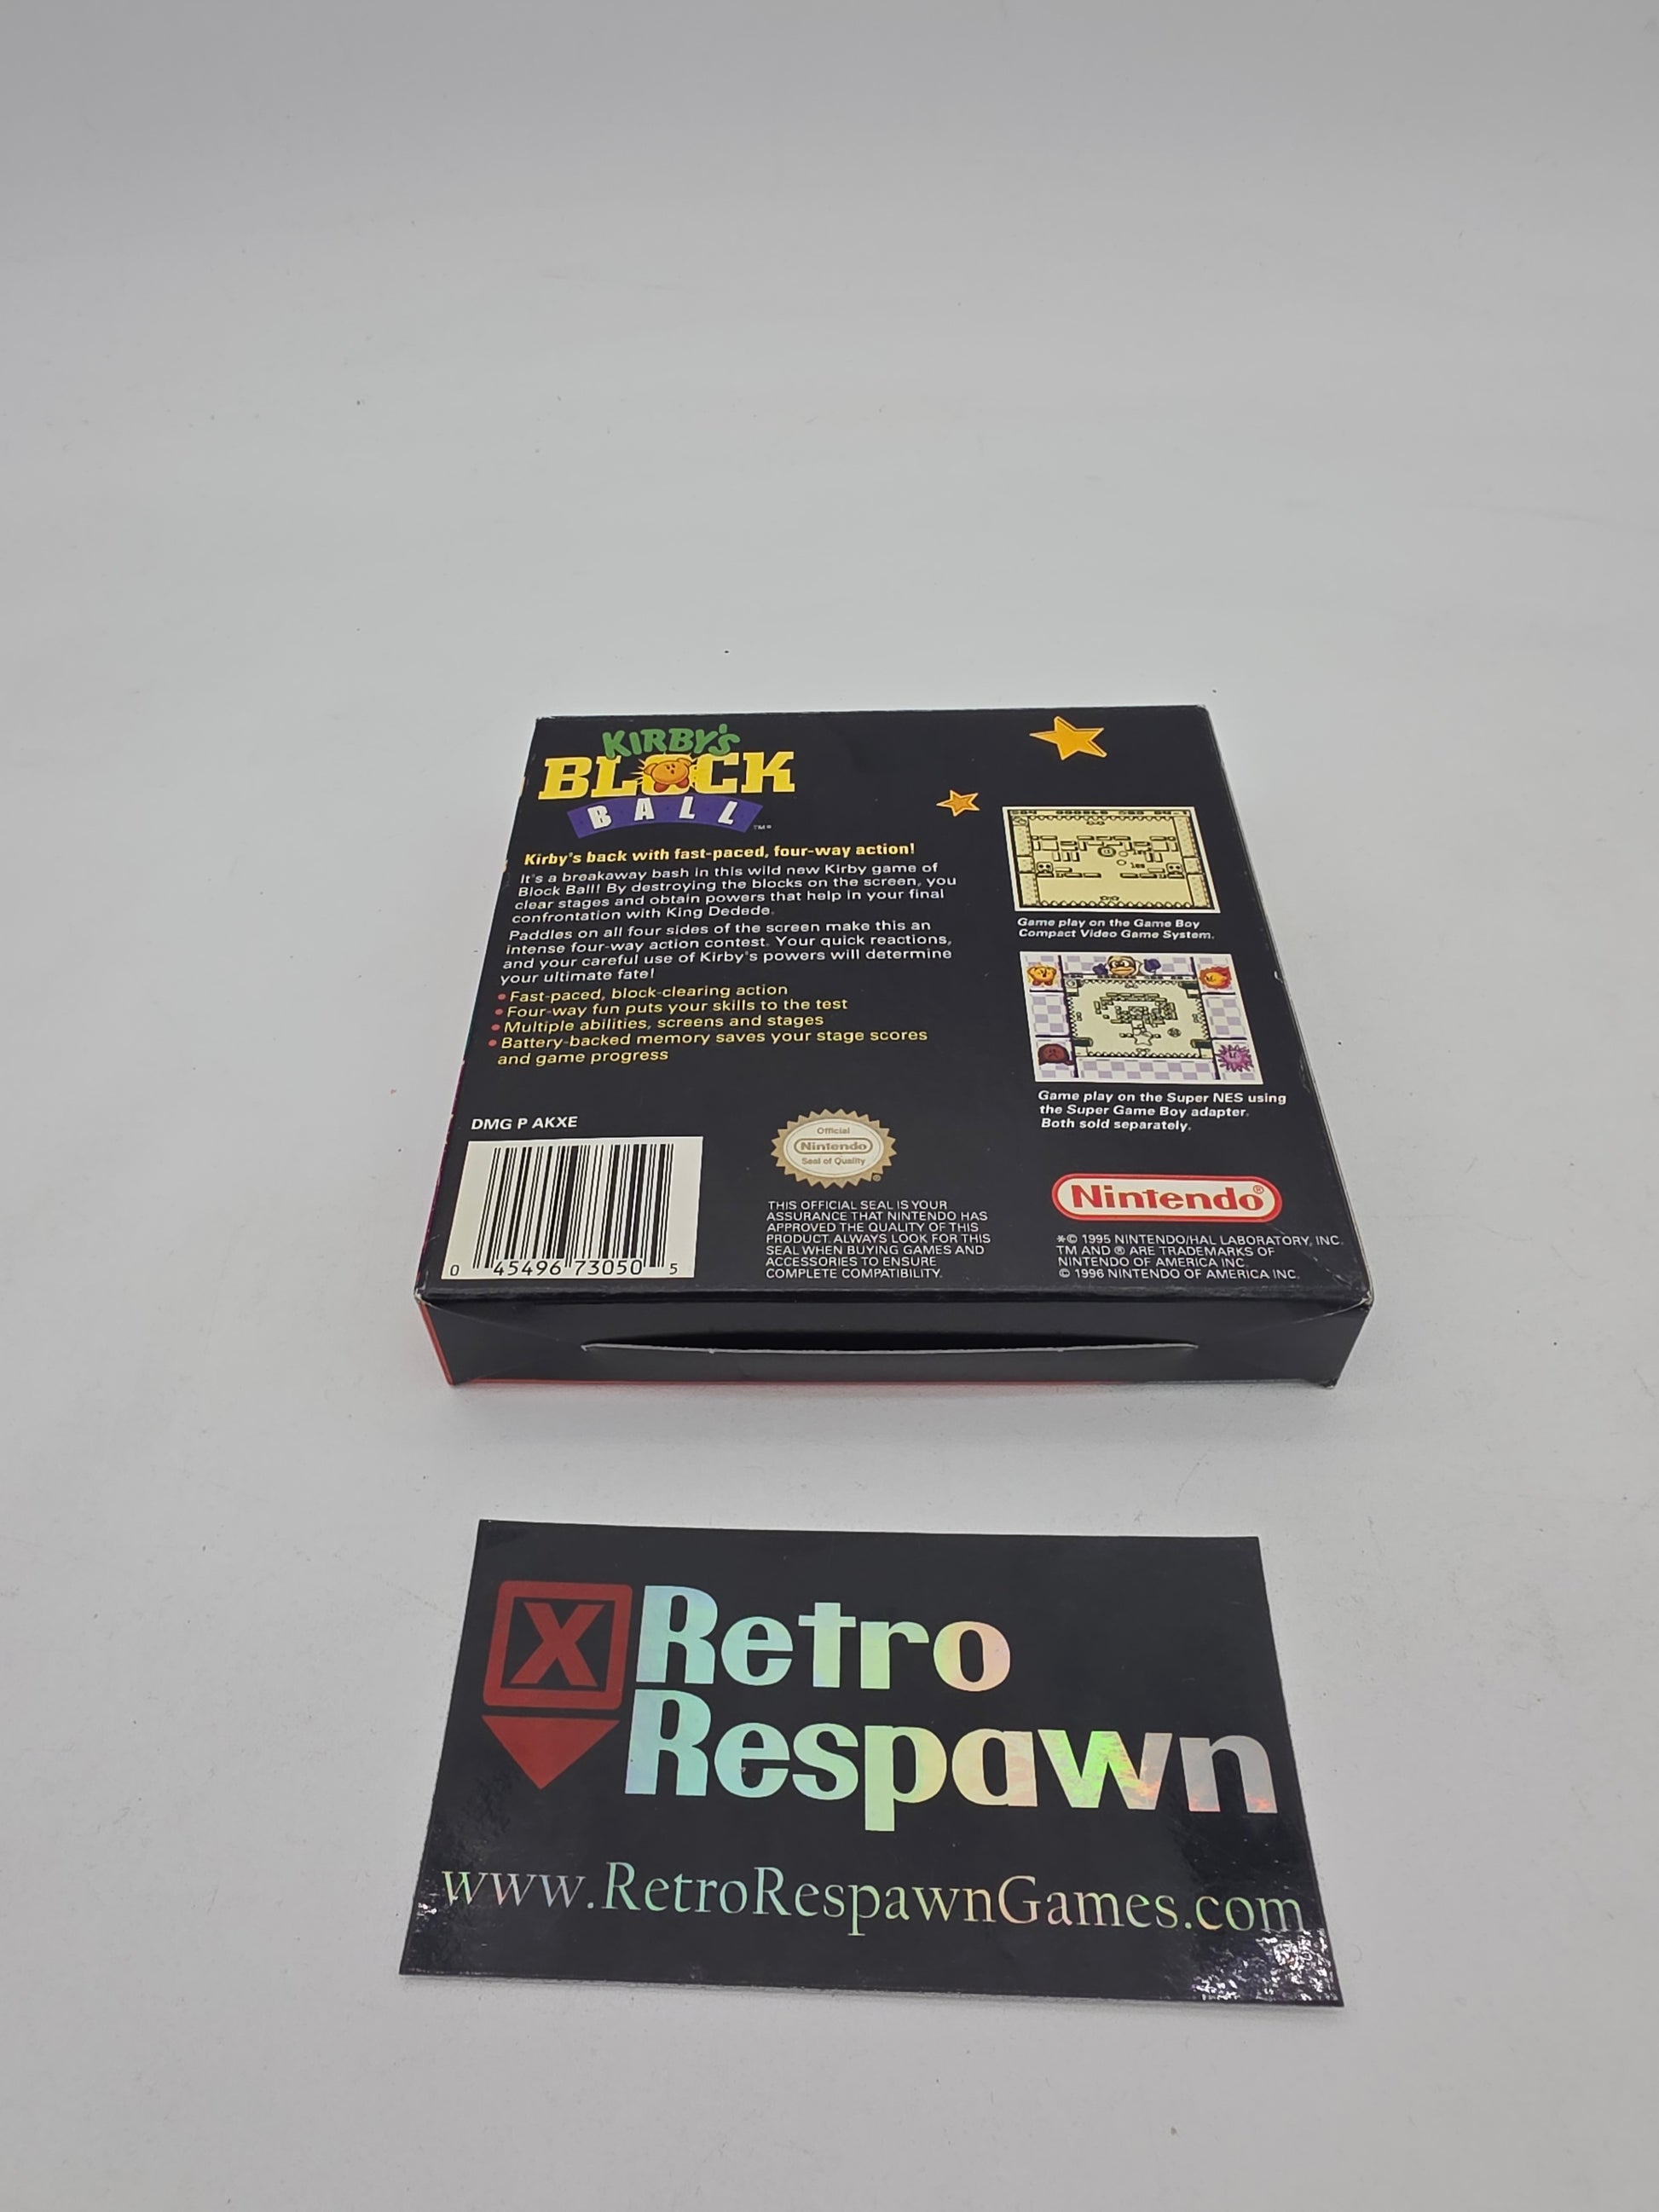 KIRBY'S
BLOCK
BALL
TM*
Kirby's back with fast-paced, four-way action!
It's a breakaway bash in this wild new Kirby game of
Block Ball! By destroying the blocks on the screen, you
clear stages and obtain powers that help in your final
confrontation with King Dedede.
Paddles on all four sides of the screen make this an
intense four-way action contest. Your quick reactions,
and your careful use of Kirby's powers will determine
your ultimate fate!
• Fast-paced, block-clearing action
• Four-way fun puts your skills to the test
• Multiple abilities, screens and stages
• Battery-backed memory saves your stage scores
and game progress
Game play on the Game Boy
Compact Video Game System.
Game play on the Super NES using
the Super Game Boy adapter.
Both sold separately.
DMG P AKXE
0 45496 73050 5
Official
Nintendo
Seal of Quality
®
THIS OFFICIAL SEAL IS YOUR
ASSURANCE THAT NINTENDO HAS
APPROVED THE QUALITY OF THIS
PRODUCT. ALWAYS LOOK FOR THIS
SEAL WHEN BUYING GAMES AND
ACCESSORIES TO ENSURE
COMPLETE COMPATIBILITY.
Nintendo®
*© 1995 NINTENDO/HAL LABORATORY, INC.
TM AND ® ARE TRADEMARKS OF
NINTENDO OF AMERICA INC.
© 1996 NINTENDO OF AMERICA INC.
X Retro
Respawn
www.RetroRespawnGames.com